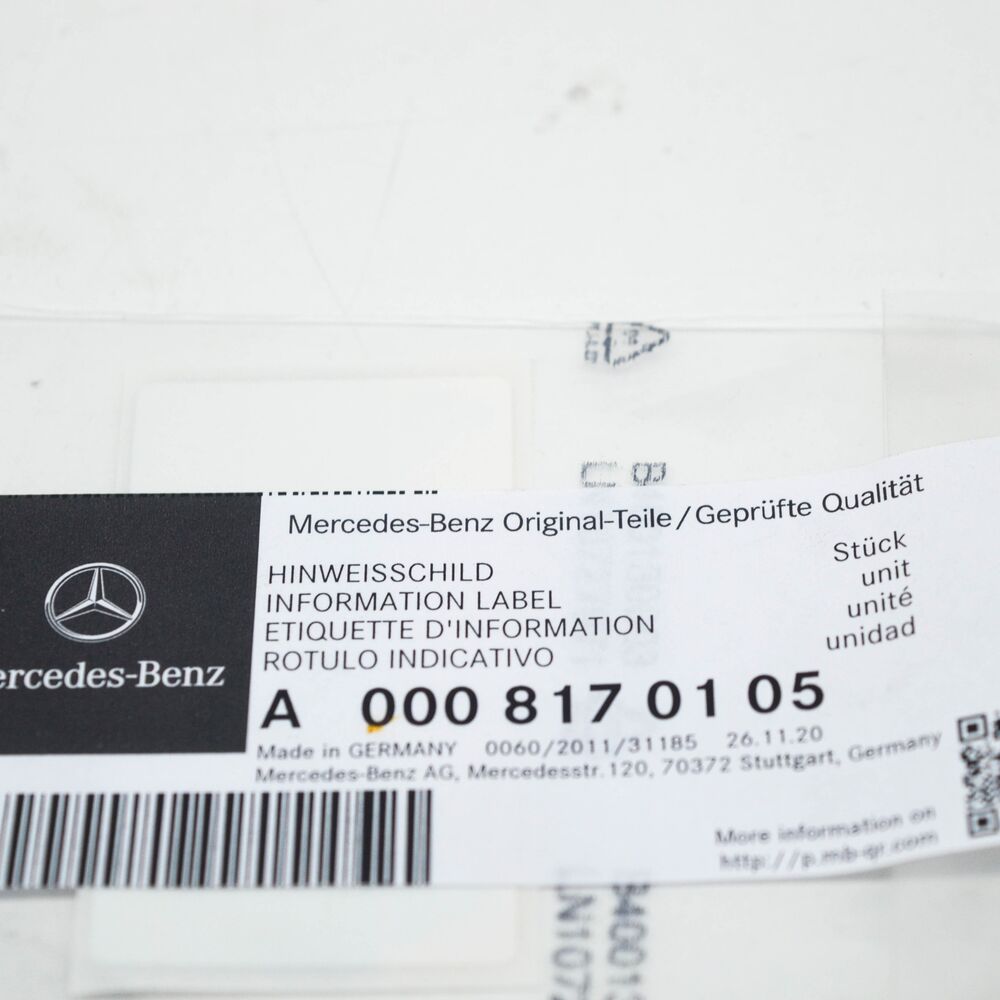 Mercedes-Benz Original-Teile/Geprüfte Qualität
HINWEISSCHILD
INFORMATION LABEL
ETIQUETTE D'INFORMATION
ROTULO INDICATIVO
Stück
unit
unité
unidad
ercedes-Benz
A 000 817 01 05
Made in GERMANY 0060/2011/31185 26.11.20
Mercedes-Benz AG, Mercedesstr. 120, 70372 Stuttgart, Germany
More information on
http://p.mb-qr.com